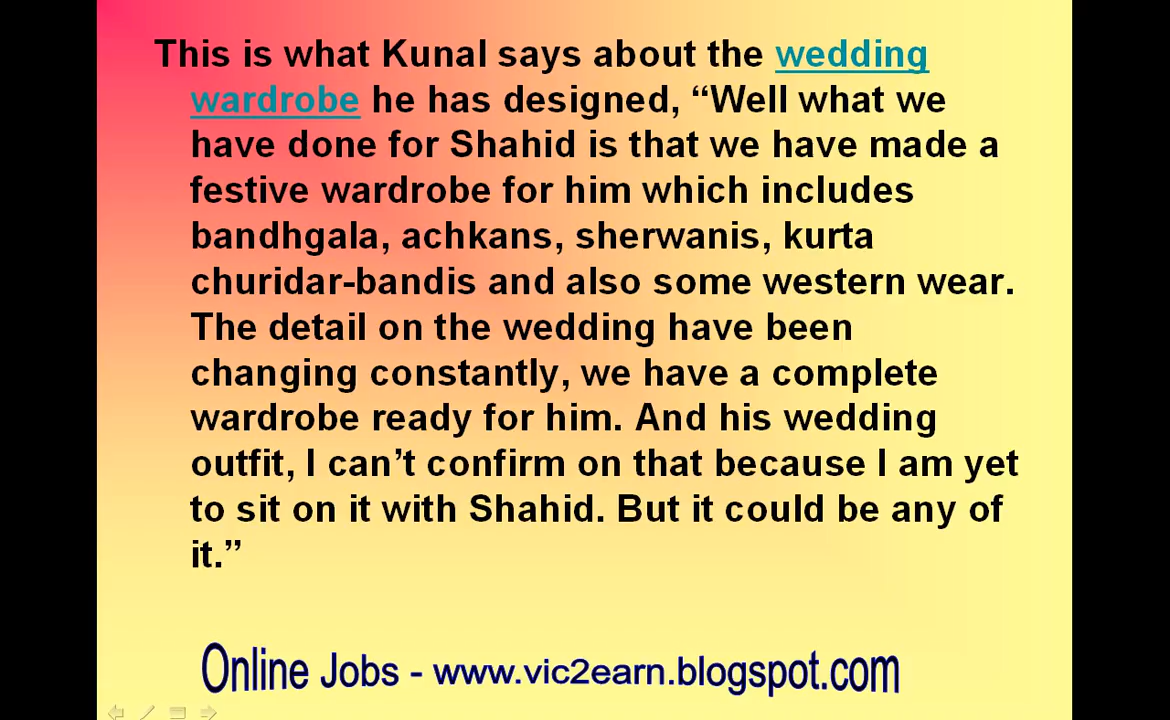 This is what Kunal says about the wedding
wardrobe he has designed, “Well what we
have done for Shahid is that we have made a
festive wardrobe for him which includes
bandhgala, achkans, sherwanis, kurta
churidar-bandis and also some western wear.
The detail on the wedding have been
changing constantly, we have a complete
wardrobe ready for him. And his wedding
outfit, I can’t confirm on that because I am yet
to sit on it with Shahid. But it could be any of
it.”
Online Jobs - www.vic2earn.blogspot.com